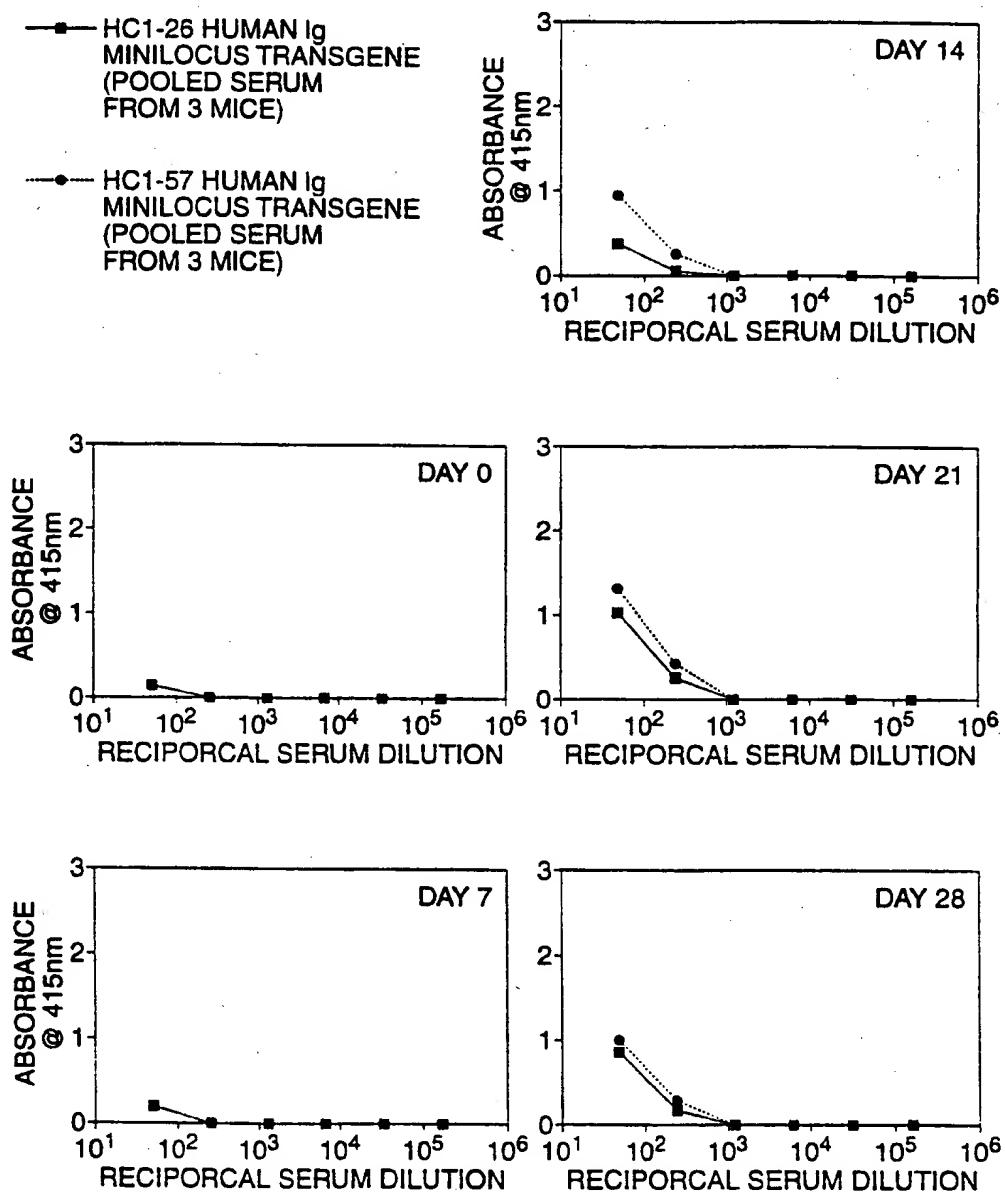 HC1-26 HUMAN Ig
MINILOCUS TRANSGENE
(POOLED SERUM
FROM 3 MICE)
HC1-57 HUMAN Ig
MINILOCUS TRANSGENE
(POOLED SERUM
FROM 3 MICE)
DAY 14
ABSORBANCE
@ 415nm
3
2
1
0
10¹ 10² 10³ 10⁴ 10⁵ 10⁶
RECIPORCAL SERUM DILUTION
DAY 0
ABSORBANCE
@ 415nm
3
2
1
0
10¹ 10² 10³ 10⁴ 10⁵ 10⁶
RECIPORCAL SERUM DILUTION
DAY 21
3
2
1
0
10¹ 10² 10³ 10⁴ 10⁵ 10⁶
RECIPORCAL SERUM DILUTION
DAY 7
ABSORBANCE
@ 415nm
3
2
1
0
10¹ 10² 10³ 10⁴ 10⁵ 10⁶
RECIPORCAL SERUM DILUTION
DAY 28
3
2
1
0
10¹ 10² 10³ 10⁴ 10⁵ 10⁶
RECIPORCAL SERUM DILUTION